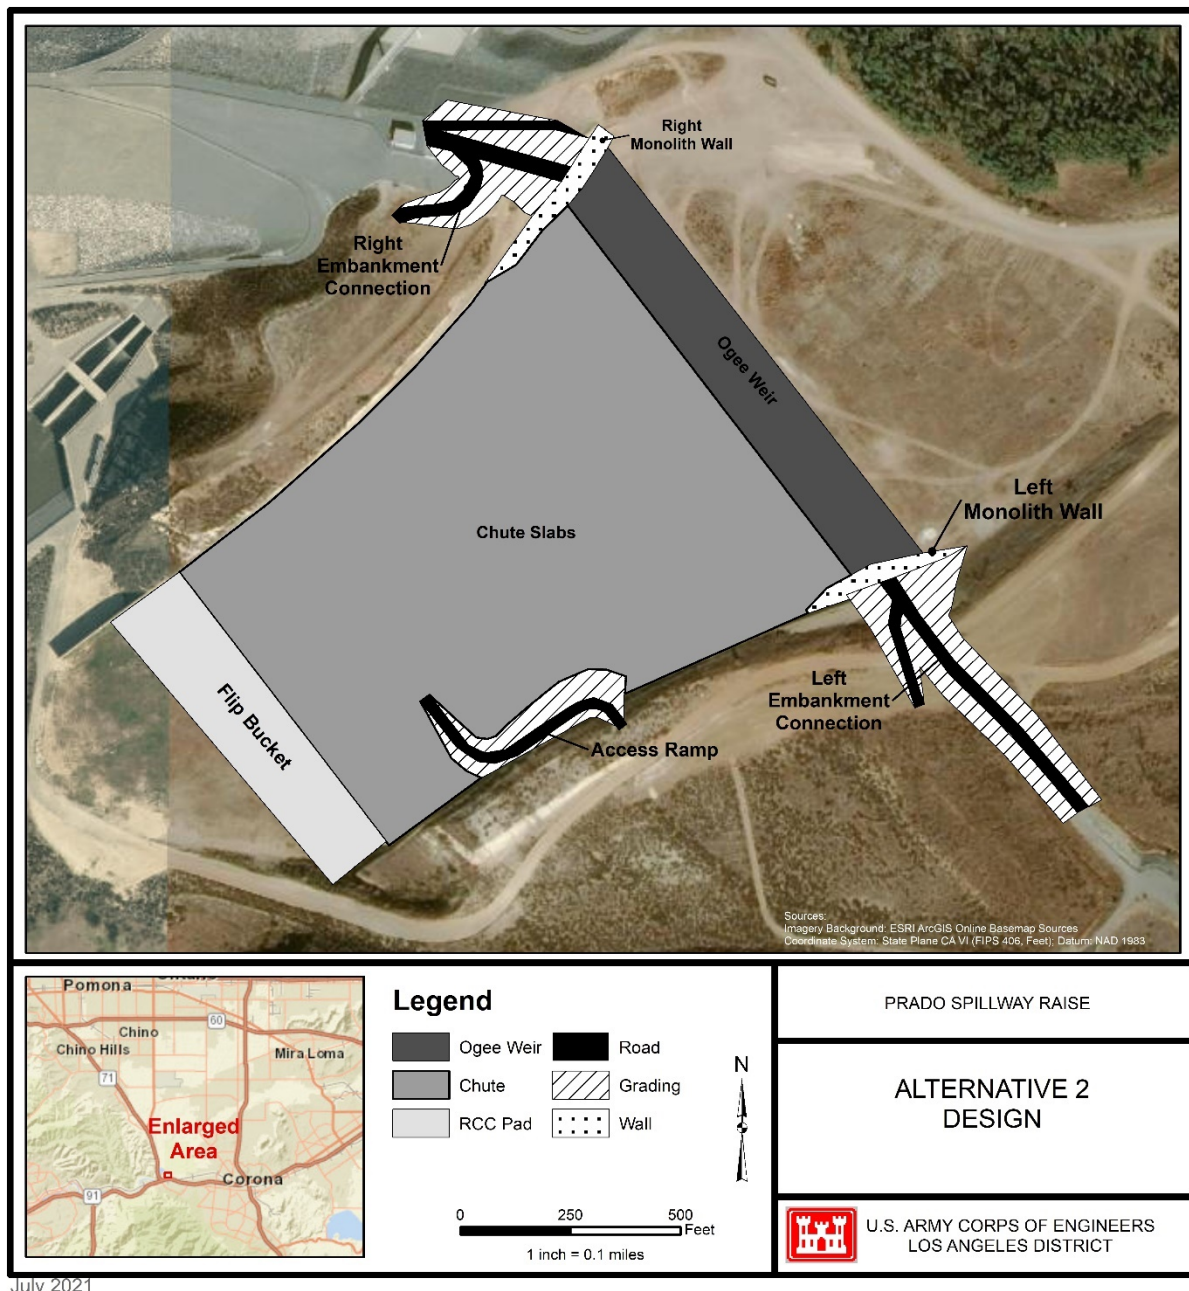 Right
Monolith Wall
Right
Embankment
Connection
Ogee Weir
Left
Monolith Wall
Chute Slabs
Left
Embankment
Connection
Flip Bucket
Access Ramp
Sources:
Imagery Background: ESRI ArcGIS Online Basemap Sources
Coordinate System: State Plane CA VI (FIPS 406, Feet); Datum: NAD 1983
Pomona
60
Chino
Chino Hills
Mira Loma
71
Enlarged
Area
Corona
91
Legend
Ogee Weir
Road
Chute
Grading
RCC Pad
Wall
N
0 250 500
Feet
1 inch = 0.1 miles
PRADO SPILLWAY RAISE
ALTERNATIVE 2
DESIGN
U.S. ARMY CORPS OF ENGINEERS
LOS ANGELES DISTRICT
July 2021